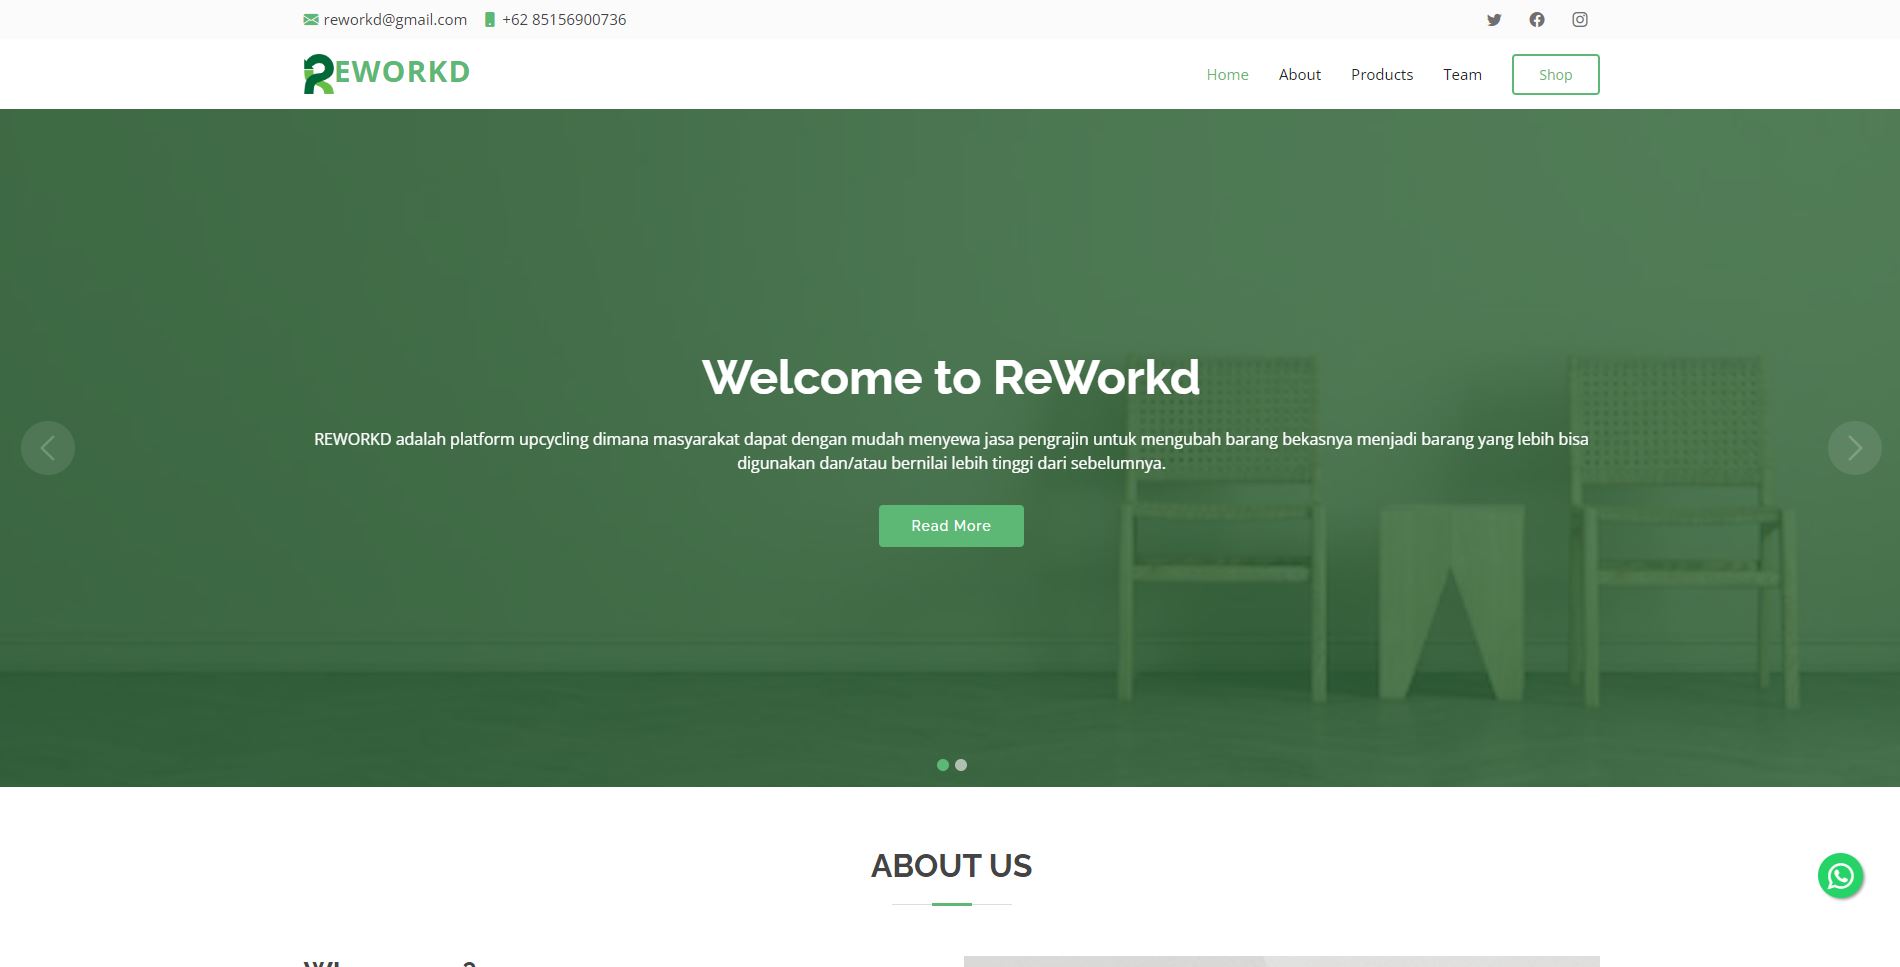 reworkd@gmail.com +62 85156900736
REWORKD
Home About Products Team Shop
Welcome to ReWorkd
REWORKD adalah platform upcycling dimana masyarakat dapat dengan mudah menyewa jasa pengrajin untuk mengubah barang bekasnya menjadi barang yang lebih bisa
digunakan dan/atau bernilai lebih tinggi dari sebelumnya.
Read More
ABOUT US